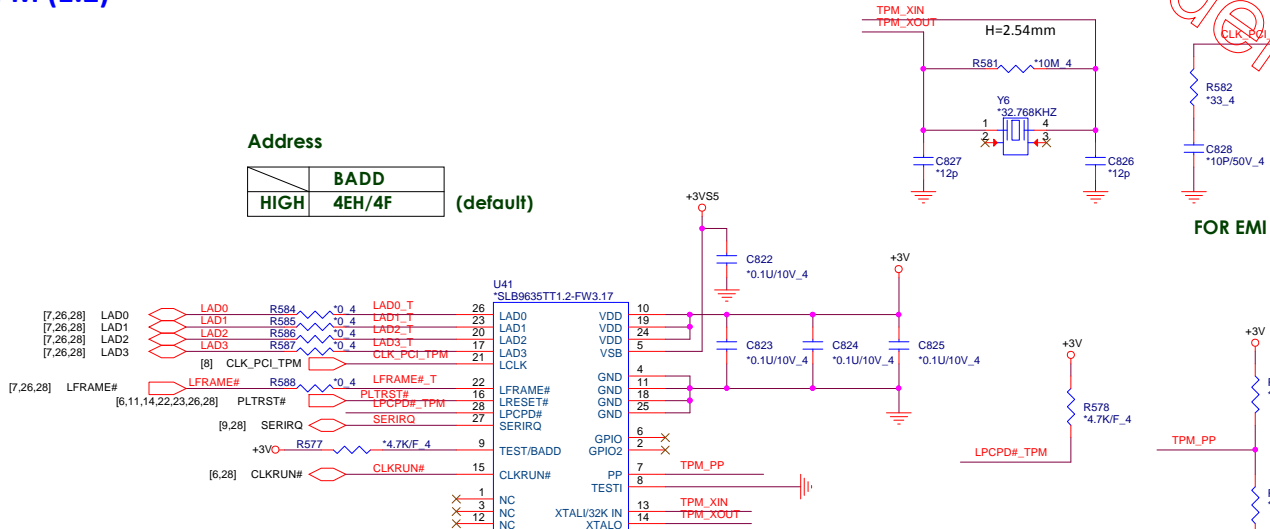 M (1.2)
TPM_XIN
TPM_XOUT
H=2.54mm
R581
*10M_4
Y6
*32.768KHZ
1
4
2
3
C827
*12p
C826
*12p
CLK_PCI_
R582
*33_4
C828
*10P/50V_4
FOR EMI
Address
BADD
HIGH 4EH/4F (default)
+3VS5
C822
*0.1U/10V_4
+3V
C823
*0.1U/10V_4
C824
*0.1U/10V_4
C825
*0.1U/10V_4
U41
*SLB9635TT1.2-FW3.17
[7,26,28] LAD0 LAD0 R584 *0_4 LAD0_T 26 LAD0
[7,26,28] LAD1 LAD1 R585 *0_4 LAD1_T 23 LAD1
[7,26,28] LAD2 LAD2 R586 *0_4 LAD2_T 20 LAD2
[7,26,28] LAD3 LAD3 R587 *0_4 LAD3_T 17 LAD3
[8] CLK_PCI_TPM CLK_PCI_TPM 21 LCLK
[7,26,28] LFRAME# LFRAME# R588 *0_4 LFRAME#_T 22 LFRAME#
[6,11,14,22,23,26,28] PLTRST# PLTRST# 16 LRESET#
LPCPD#_TPM 28 LPCPD#
[9,28] SERIRQ SERIRQ 27 SERIRQ
+3V R577 *4.7K/F_4 9 TEST/BADD
[6,28] CLKRUN# CLKRUN# 15 CLKRUN#
1 NC
3 NC
12 NC
VDD 10
VDD 19
VDD 24
VSB 5
GND 4
GND 11
GND 18
GND 25
GPIO 6
GPIO2 2
PP 7 TPM_PP
TESTI 8
XTALI/32K IN 13 TPM_XIN
XTALO 14 TPM_XOUT
+3V
R578
*4.7K/F_4
LPCPD#_TPM
+3V
TPM_PP